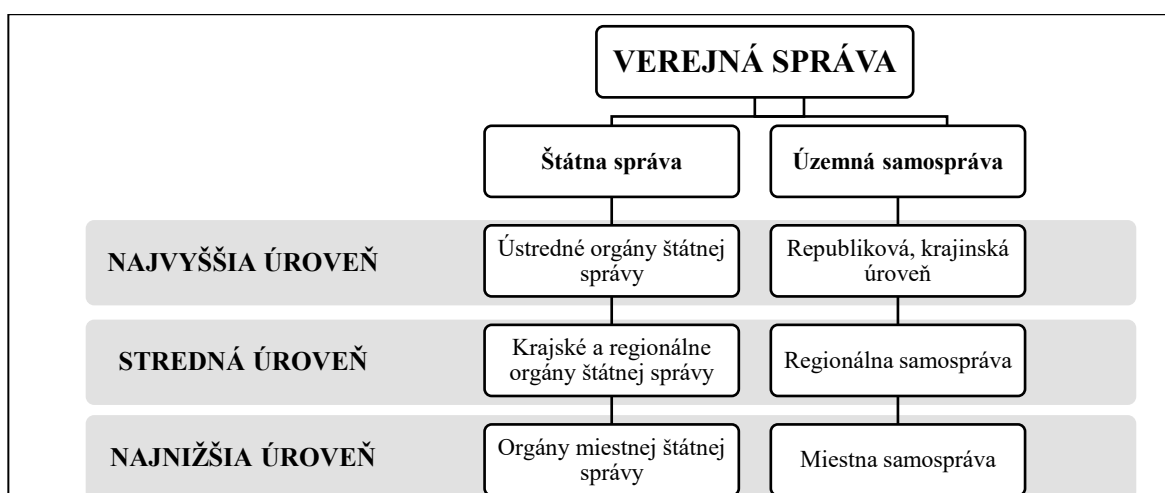 VEREJNÁ SPRÁVA
Štátna správa
Územná samospráva
NAJVYŠŠIA ÚROVEŇ
Ústredné orgány štátnej
správy
Republiková, krajinská
úroveň
STREDNÁ ÚROVEŇ
Krajské a regionálne
orgány štátnej správy
Regionálna samospráva
NAJNIŽŠIA ÚROVEŇ
Orgány miestnej štátnej
správy
Miestna samospráva